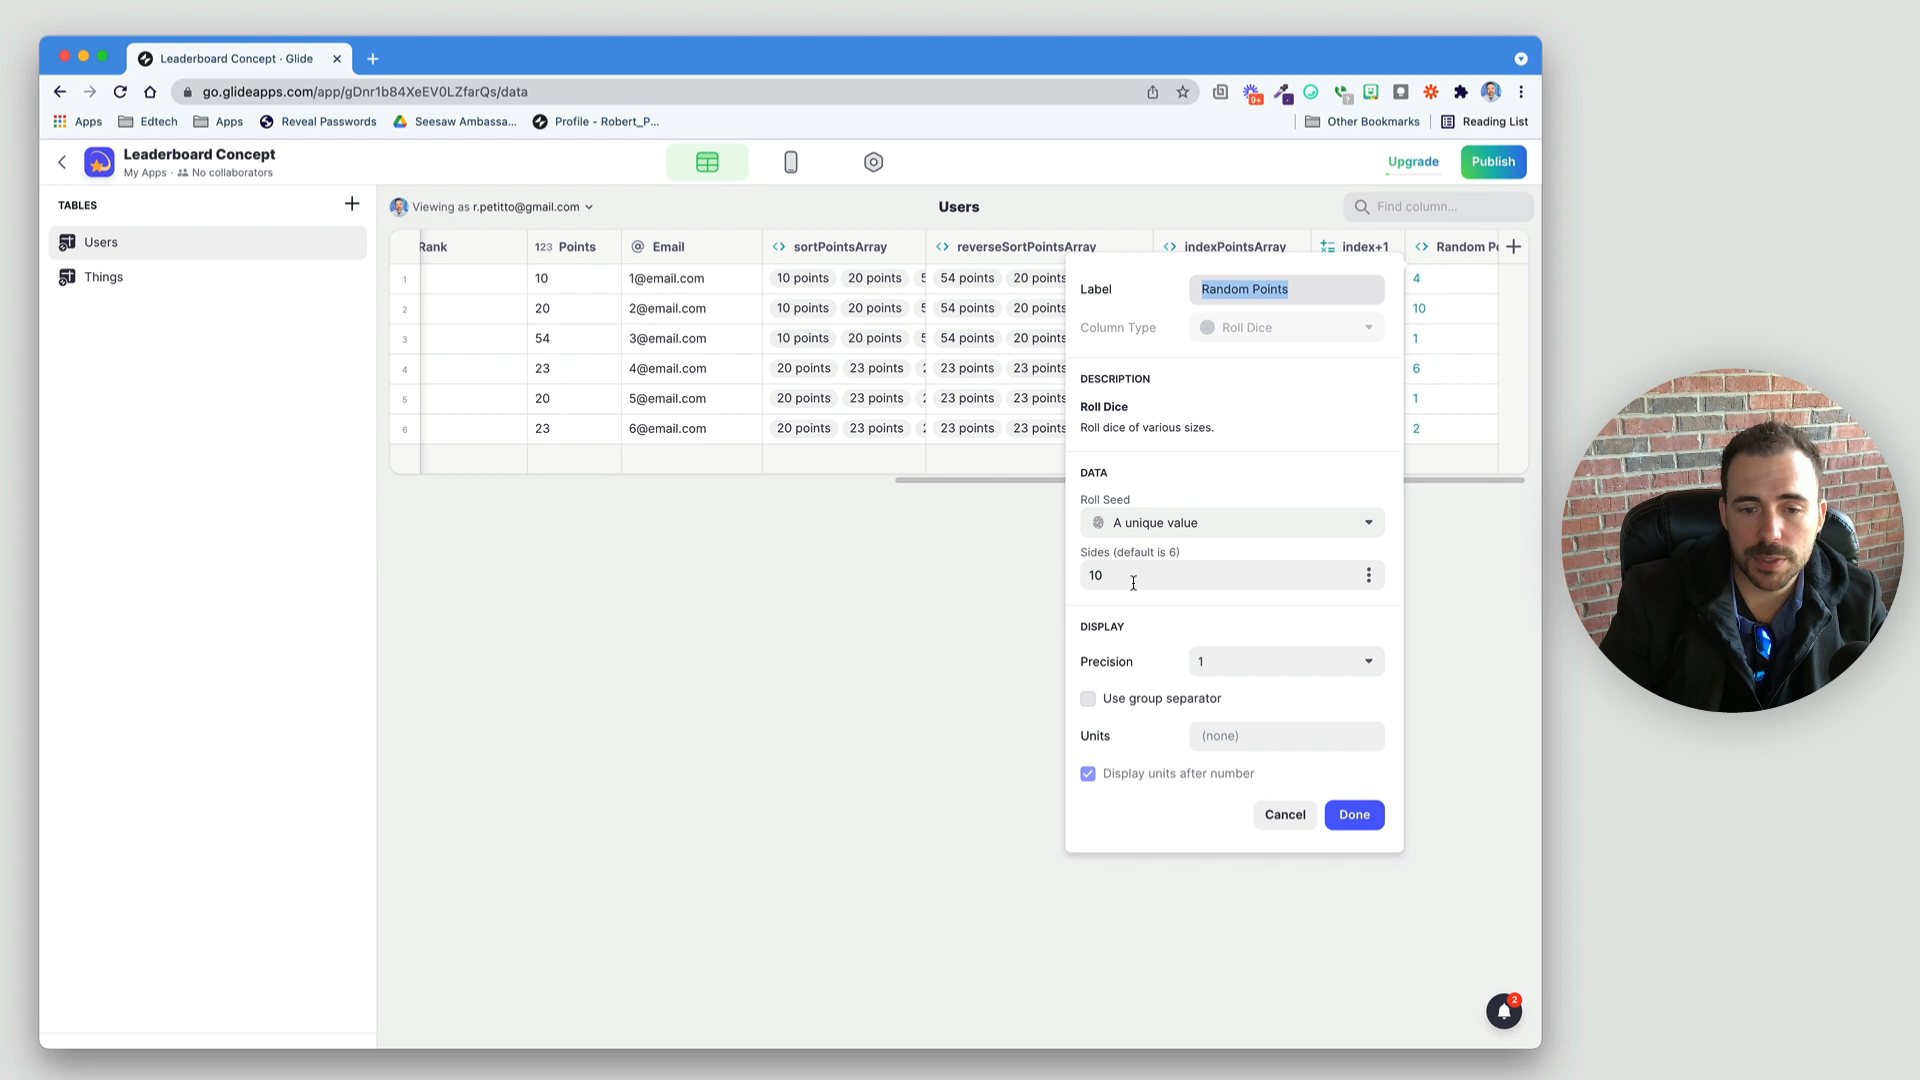 Leaderboard Concept · Glide
go.glideapps.com/app/gDnr1b84XeEV0LZfarQs/data
9+
7
Apps
Edtech
Apps
Reveal Passwords
Seesaw Ambassa...
Profile - Robert_P...
Other Bookmarks
Reading List
Leaderboard Concept
My Apps · No collaborators
Upgrade
Publish
TABLES
Users
Things
Viewing as r.petitto@gmail.com
Users
Find column...
Rank 123 Points Email sortPointsArray reverseSortPointsArray indexPointsArray index+1 Random Po
1 10 1@email.com 10 points 20 points 5 54 points 20 points 4
2 20 2@email.com 10 points 20 points 5 54 points 20 points 10
3 54 3@email.com 10 points 20 points 5 54 points 20 points 1
4 23 4@email.com 20 points 23 points 23 points 23 points 6
5 20 5@email.com 20 points 23 points 23 points 23 points 1
6 23 6@email.com 20 points 23 points 23 points 23 points 2
Label Random Points
Column Type Roll Dice
DESCRIPTION
Roll Dice
Roll dice of various sizes.
DATA
Roll Seed
A unique value
Sides (default is 6)
10
DISPLAY
Precision 1
Use group separator
Units (none)
Display units after number
Cancel Done
2